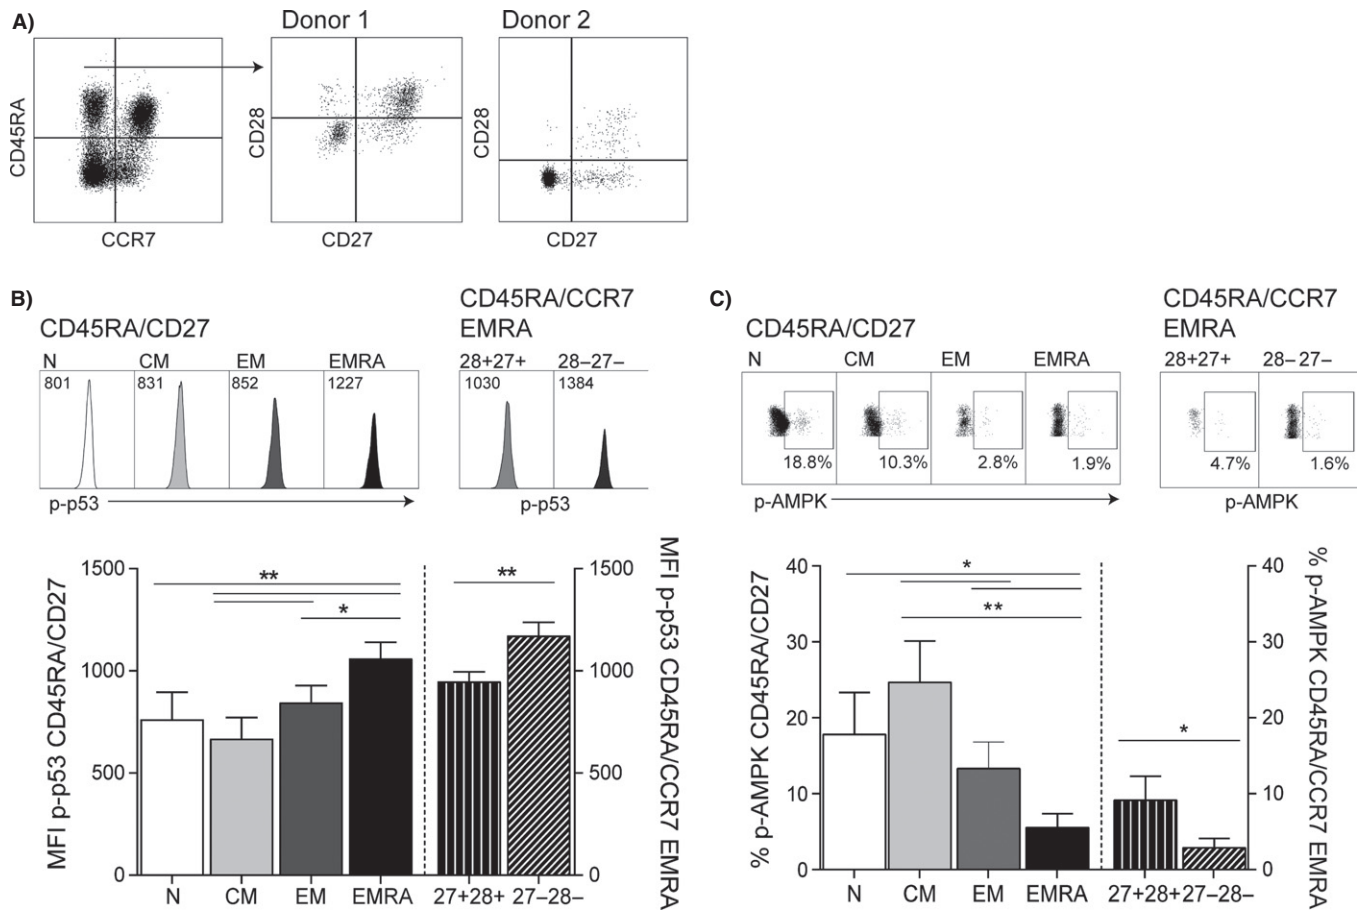 A)
Donor 1
Donor 2
CD45RA
CCR7
CD28
CD27
CD28
CD27
B)
CD45RA/CD27
CD45RA/CCR7
EMRA
N CM EM EMRA
801 831 852 1227
28+27+ 28–27–
1030 1384
p-p53
p-p53
MFI p-p53 CD45RA/CD27
1500
1000
500
0
**
*
**
1500
1000
500
0
MFI p-p53 CD45RA/CCR7 EMRA
N CM EM EMRA 27+28+ 27–28–
C)
CD45RA/CD27
CD45RA/CCR7
EMRA
N CM EM EMRA
28+27+ 28– 27–
18.8% 10.3% 2.8% 1.9%
4.7% 1.6%
p-AMPK
p-AMPK
% p-AMPK CD45RA/CD27
40
30
20
10
0
*
**
*
40
30
20
10
0
% p-AMPK CD45RA/CCR7 EMRA
N CM EM EMRA 27+28+ 27–28–